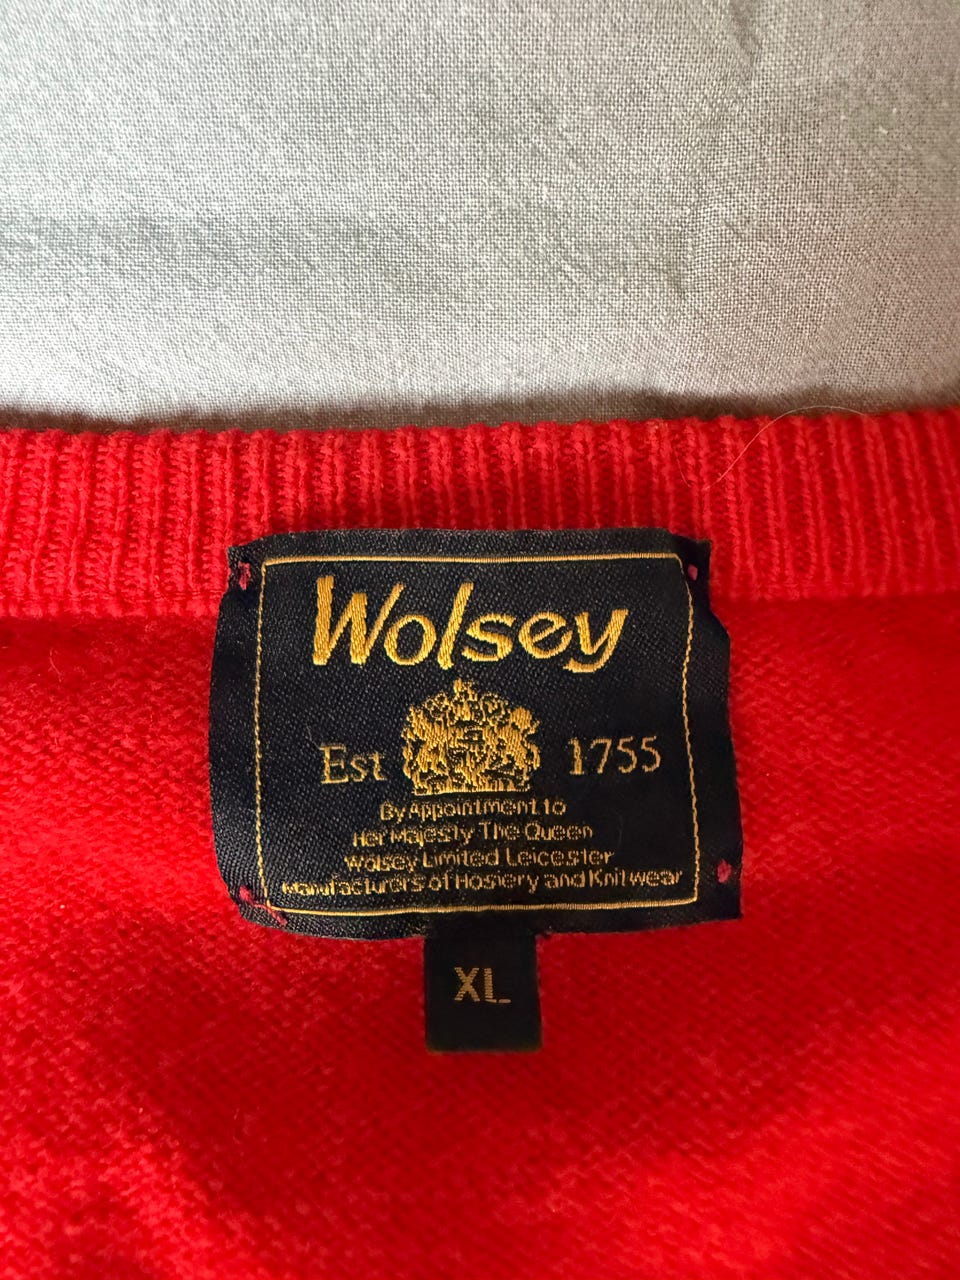 Wolsey
Est 1755
By Appointment to
Her Majesty The Queen
Wolsey Limited Leicester
Manufacturers of Hosiery and Knitwear
XL